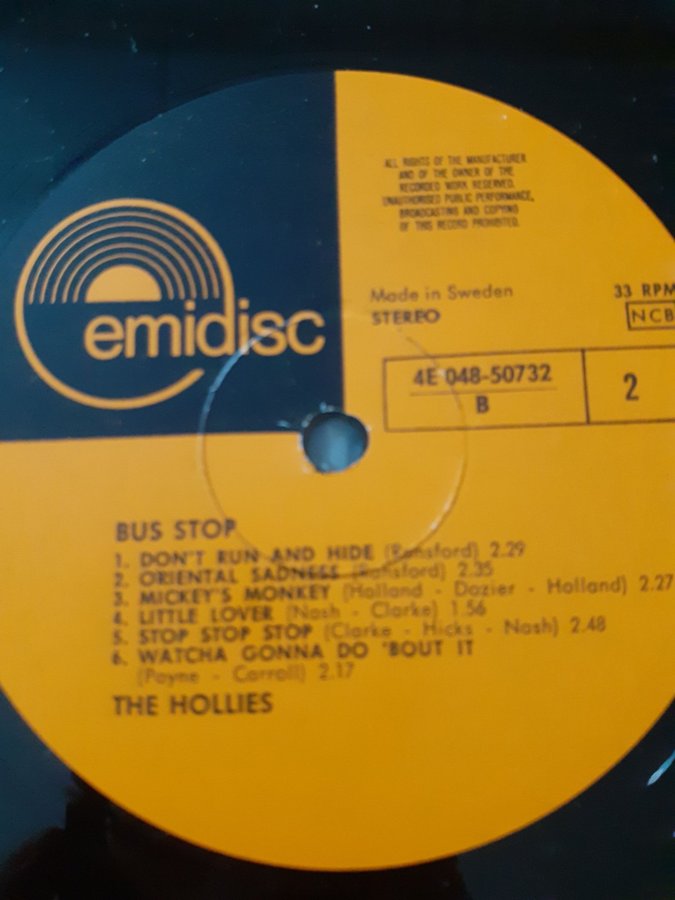 ALL RIGHTS OF THE MANUFACTURER
AND OF THE OWNER OF THE
RECORDED WORK RESERVED.
UNAUTHORISED PUBLIC PERFORMANCE,
BROADCASTING AND COPYING
OF THIS RECORD PROHIBITED.
emidisc
Made in Sweden
33 RPM
STEREO
NCB
4E 048-50732
B
2
BUS STOP
1. DON'T RUN AND HIDE (Ransford) 2.29
2. ORIENTAL SADNESS (Ransford) 2.35
3. MICKEY'S MONKEY (Holland - Dozier - Holland) 2.27
4. LITTLE LOVER (Nash - Clarke) 1.56
5. STOP STOP STOP (Clarke - Hicks - Nash) 2.48
6. WATCHA GONNA DO 'BOUT IT
(Payne - Carroll) 2.17
THE HOLLIES